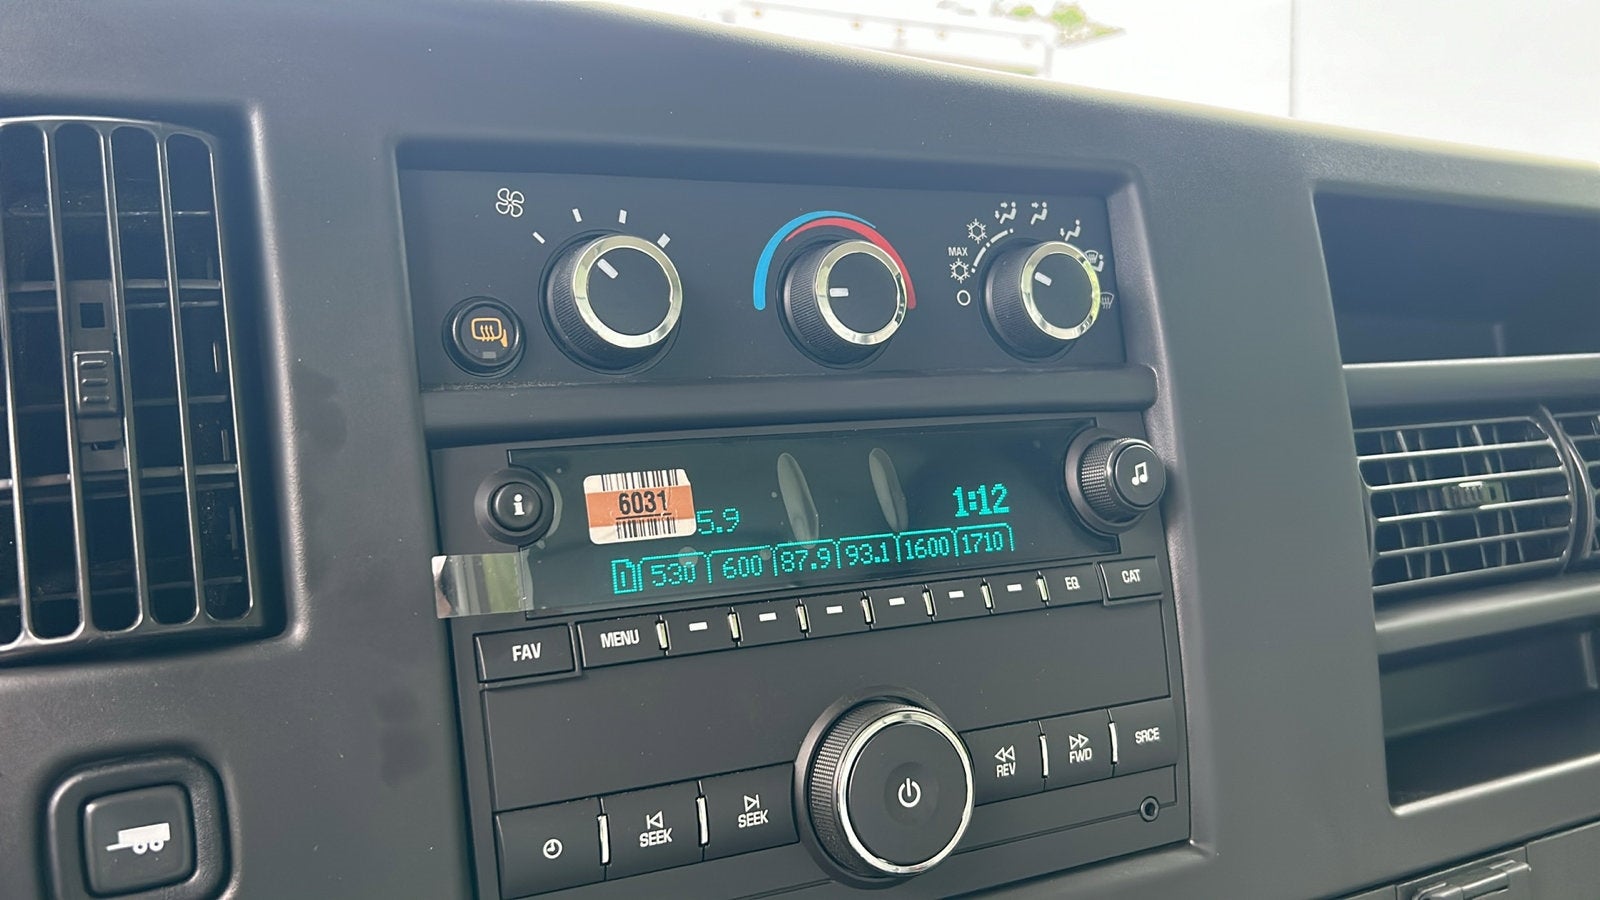 MAX
6031
5.9
1:12
530 600 87.9 93.1 1600 1710
FAV MENU EQ CAT
SEEK SEEK REV FWD SRCE